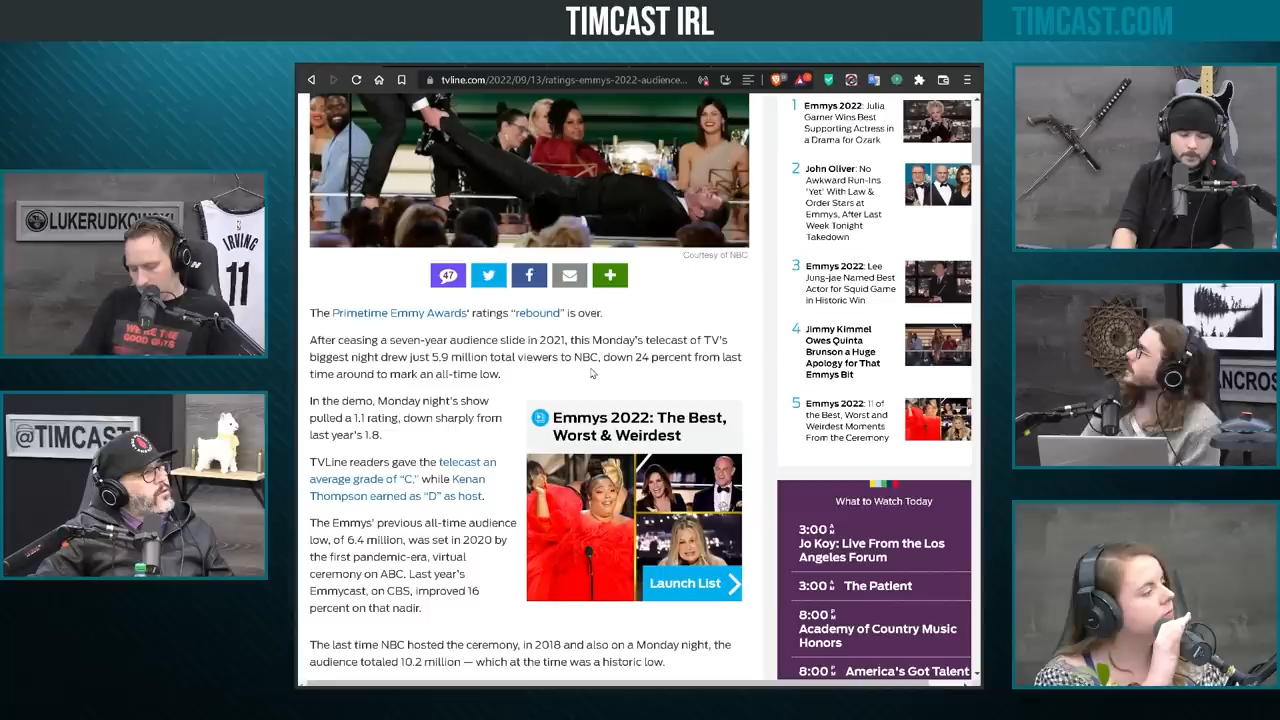 TIMCAST IRL
TIMCAST.COM
tvline.com/2022/09/13/ratings-emmys-2022-audience...
Courtesy of NBC
47
The Primetime Emmy Awards' ratings "rebound" is over.
After ceasing a seven-year audience slide in 2021, this Monday's telecast of TV's
biggest night drew just 5.9 million total viewers to NBC, down 24 percent from last
time around to mark an all-time low.
In the demo, Monday night's show
pulled a 1.1 rating, down sharply from
last year's 1.8.
TVLine readers gave the telecast an
average grade of "C," while Kenan
Thompson earned as "D" as host.
The Emmys' previous all-time audience
low, of 6.4 million, was set in 2020 by
the first pandemic-era, virtual
ceremony on ABC. Last year's
Emmycast, on CBS, improved 16
percent on that nadir.
The last time NBC hosted the ceremony, in 2018 and also on a Monday night, the
audience totaled 10.2 million — which at the time was a historic low.
Emmys 2022: The Best,
Worst & Weirdest
Launch List
1 Emmys 2022: Julia
Garner Wins Best
Supporting Actress in
a Drama for Ozark
2 John Oliver: No
Awkward Run-Ins
'Yet' With Law &
Order Stars at
Emmys, After Last
Week Tonight
Takedown
3 Emmys 2022: Lee
Jung-jae Named Best
Actor for Squid Game
in Historic Win
4 Jimmy Kimmel
Owes Quinta
Brunson a Huge
Apology for That
Emmys Bit
5 Emmys 2022: 11 of
the Best, Worst and
Weirdest Moments
From the Ceremony
What to Watch Today
3:00 AM
Jo Koy: Live From the Los
Angeles Forum
3:00 AM The Patient
8:00 PM
Academy of Country Music
Honors
8:00 PM America's Got Talent
LUKERUDKOWSKI
IRVING
11
WE'RE THE
GOOD GUYS
@TIMCAST
ANCROS